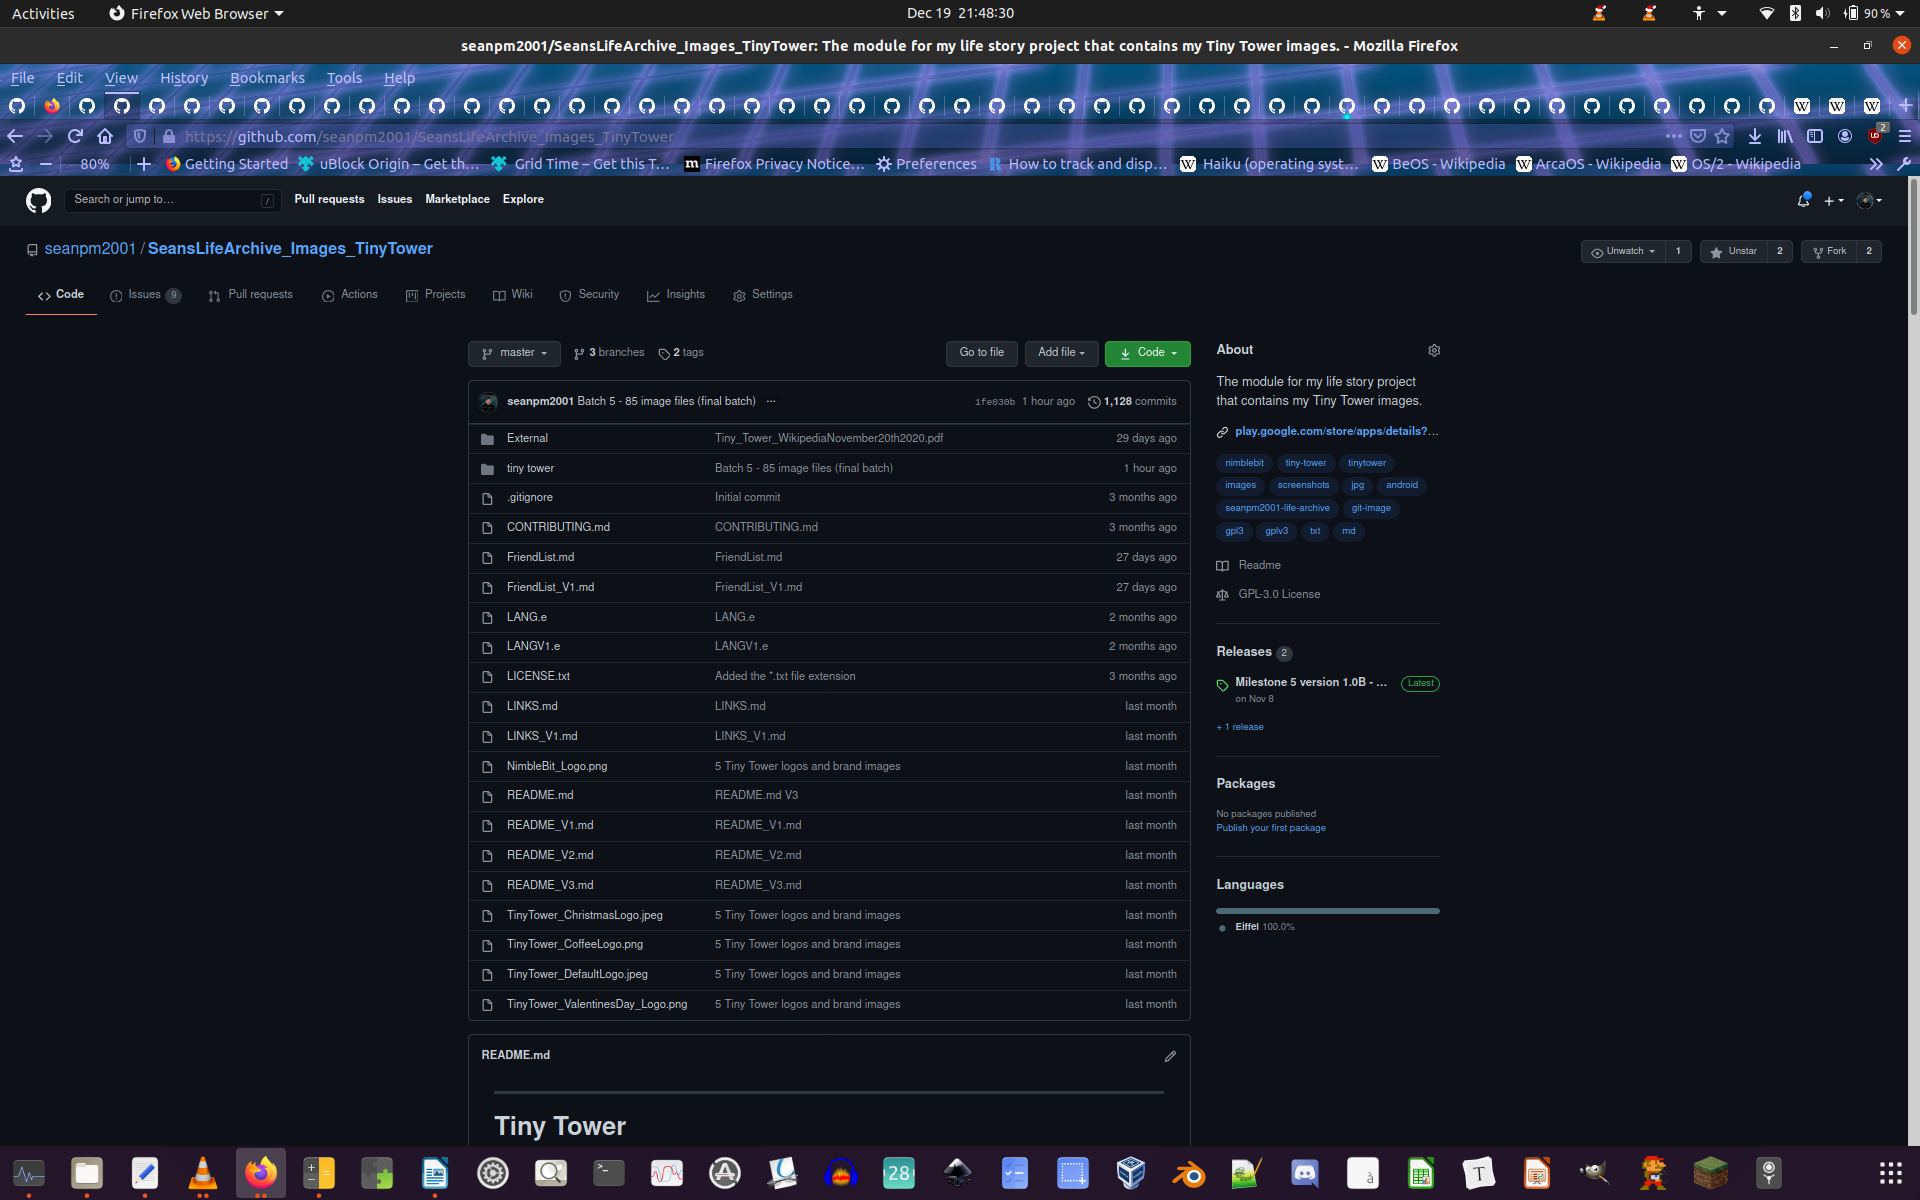 Activities Firefox Web Browser Dec 19 21:48:30 90 %
seanpm2001/SeansLifeArchive_Images_TinyTower: The module for my life story project that contains my Tiny Tower images. - Mozilla Firefox
File Edit View History Bookmarks Tools Help
https://github.com/seanpm2001/SeansLifeArchive_Images_TinyTower 2
80% Getting Started uBlock Origin – Get th… Grid Time – Get this T… Firefox Privacy Notice… Preferences How to track and disp… Haiku (operating syst… BeOS - Wikipedia ArcaOS - Wikipedia OS/2 - Wikipedia
Search or jump to… / Pull requests Issues Marketplace Explore
seanpm2001 / SeansLifeArchive_Images_TinyTower Unwatch 1 Unstar 2 Fork 2
Code Issues 9 Pull requests Actions Projects Wiki Security Insights Settings
master 3 branches 2 tags Go to file Add file Code
seanpm2001 Batch 5 - 85 image files (final batch) ... 1fe030b 1 hour ago 1,128 commits
External Tiny_Tower_WikipediaNovember20th2020.pdf 29 days ago
tiny tower Batch 5 - 85 image files (final batch) 1 hour ago
.gitignore Initial commit 3 months ago
CONTRIBUTING.md CONTRIBUTING.md 3 months ago
FriendList.md FriendList.md 27 days ago
FriendList_V1.md FriendList_V1.md 27 days ago
LANG.e LANG.e 2 months ago
LANGV1.e LANGV1.e 2 months ago
LICENSE.txt Added the *.txt file extension 3 months ago
LINKS.md LINKS.md last month
LINKS_V1.md LINKS_V1.md last month
NimbleBit_Logo.png 5 Tiny Tower logos and brand images last month
README.md README.md V3 last month
README_V1.md README_V1.md last month
README_V2.md README_V2.md last month
README_V3.md README_V3.md last month
TinyTower_ChristmasLogo.jpeg 5 Tiny Tower logos and brand images last month
TinyTower_CoffeeLogo.png 5 Tiny Tower logos and brand images last month
TinyTower_DefaultLogo.jpeg 5 Tiny Tower logos and brand images last month
TinyTower_ValentinesDay_Logo.png 5 Tiny Tower logos and brand images last month
README.md
Tiny Tower
About
The module for my life story project
that contains my Tiny Tower images.
play.google.com/store/apps/details?…
nimblebit tiny-tower tinytower
images screenshots jpg android
seanpm2001-life-archive git-image
gpl3 gplv3 txt md
Readme
GPL-3.0 License
Releases 2
Milestone 5 version 1.0B - … Latest
on Nov 8
+ 1 release
Packages
No packages published
Publish your first package
Languages
Eiffel 100.0%
28